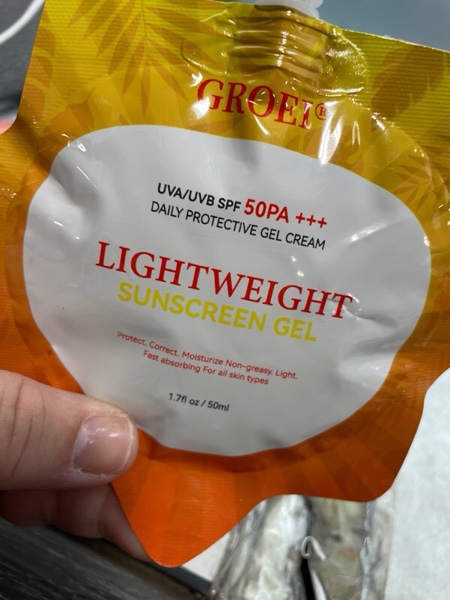 GROEI®
UVA/UVB SPF 50PA +++
DAILY PROTECTIVE GEL CREAM
LIGHTWEIGHT
SUNSCREEN GEL
Protect. Correct. Moisturize Non-greasy. Light.
Fast absorbing For all skin types
1.7fl oz / 50ml